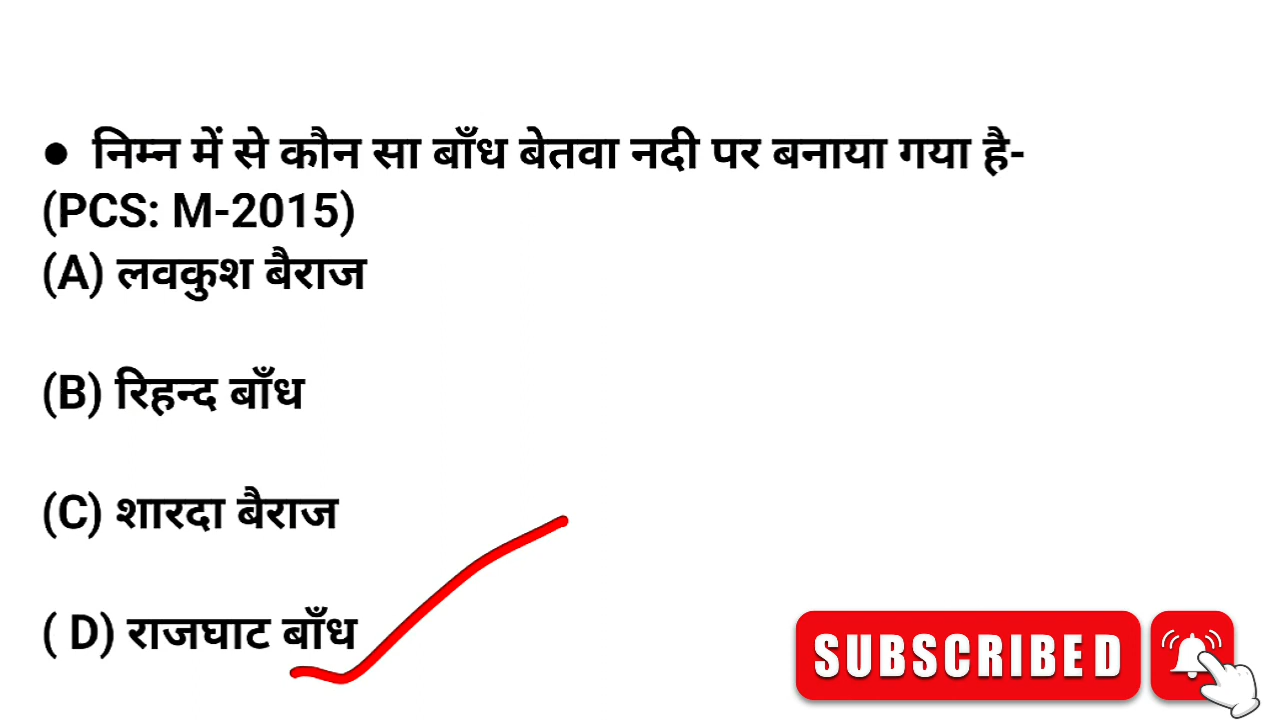 ● निम्न में से कौन सा बाँध बेतवा नदी पर बनाया गया है-
(PCS: M-2015)
(A) लवकुश बैराज
(B) रिहन्द बाँध
(C) शारदा बैराज
( D) राजघाट बाँध
SUBSCRIBED